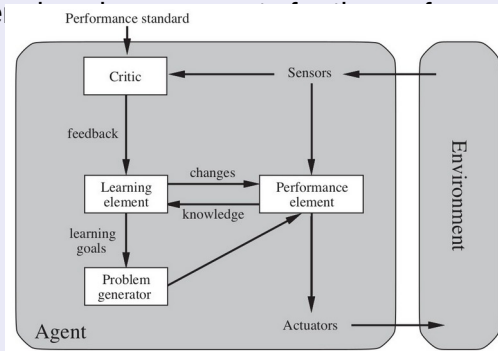 Performance standard
Critic
Sensors
feedback
changes
Learning
element
Performance
element
knowledge
learning
goals
Problem
generator
Environment
Agent
Actuators